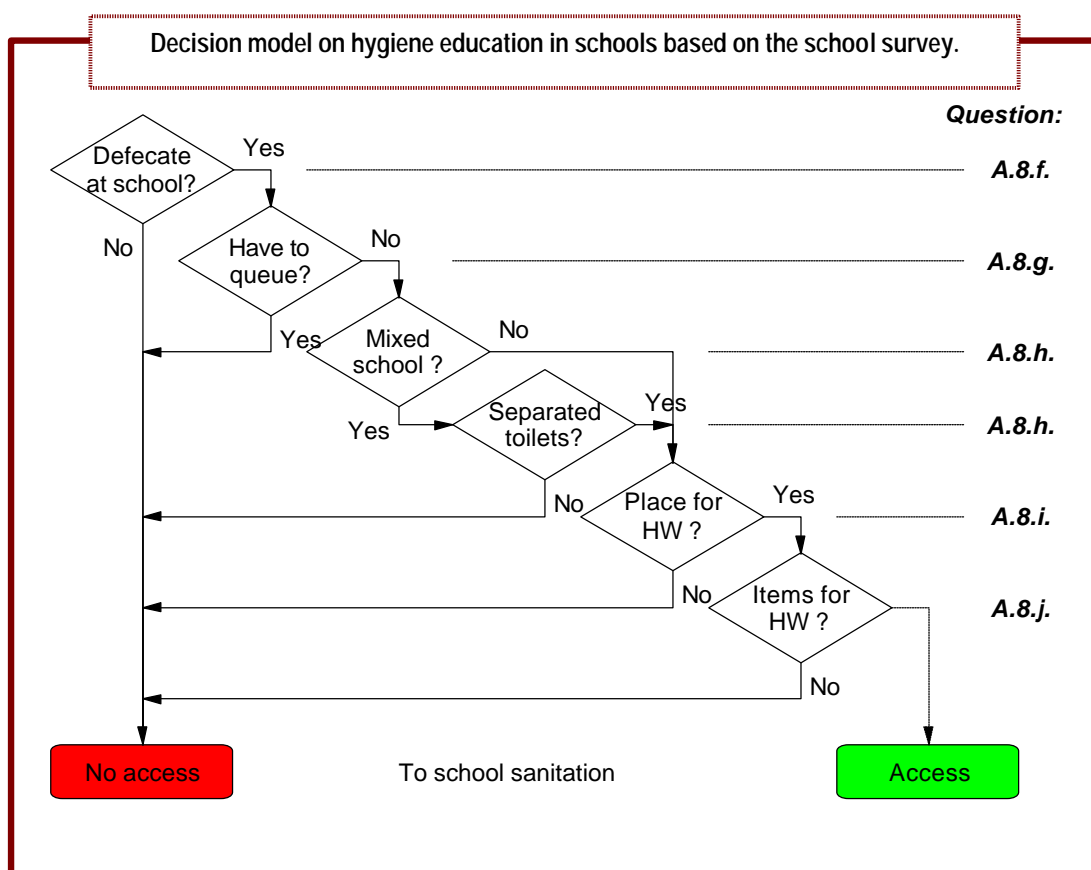 Decision model on hygiene education in schools based on the school survey.
Question:
Defecate
at school?
Yes
A.8.f.
No
Have to
queue?
No
A.8.g.
Yes
Mixed
school ?
No
A.8.h.
Yes
Separated
toilets?
Yes
A.8.h.
No
Place for
HW ?
Yes
A.8.i.
No
Items for
HW ?
A.8.j.
No
No access
To school sanitation
Access